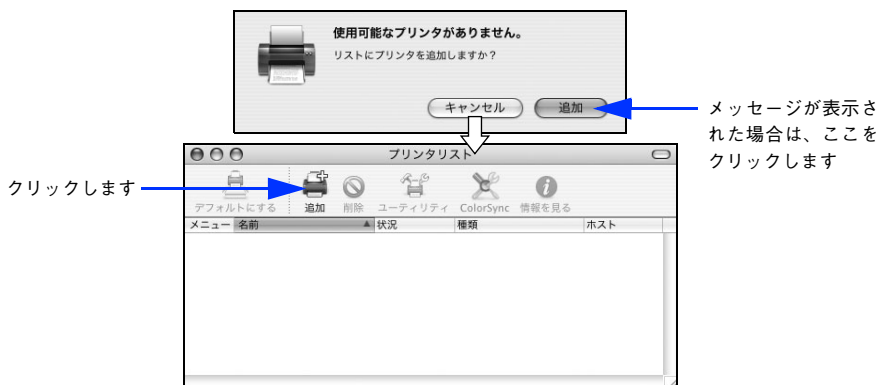 使用可能なプリンタがありません。
リストにプリンタを追加しますか？
キャンセル 追加
メッセージが表示さ
れた場合は、ここを
クリックします
プリンタリスト
クリックします
デフォルトにする 追加 削除 ユーティリティ ColorSync 情報を見る
メニュー 名前 状況 種類 ホスト